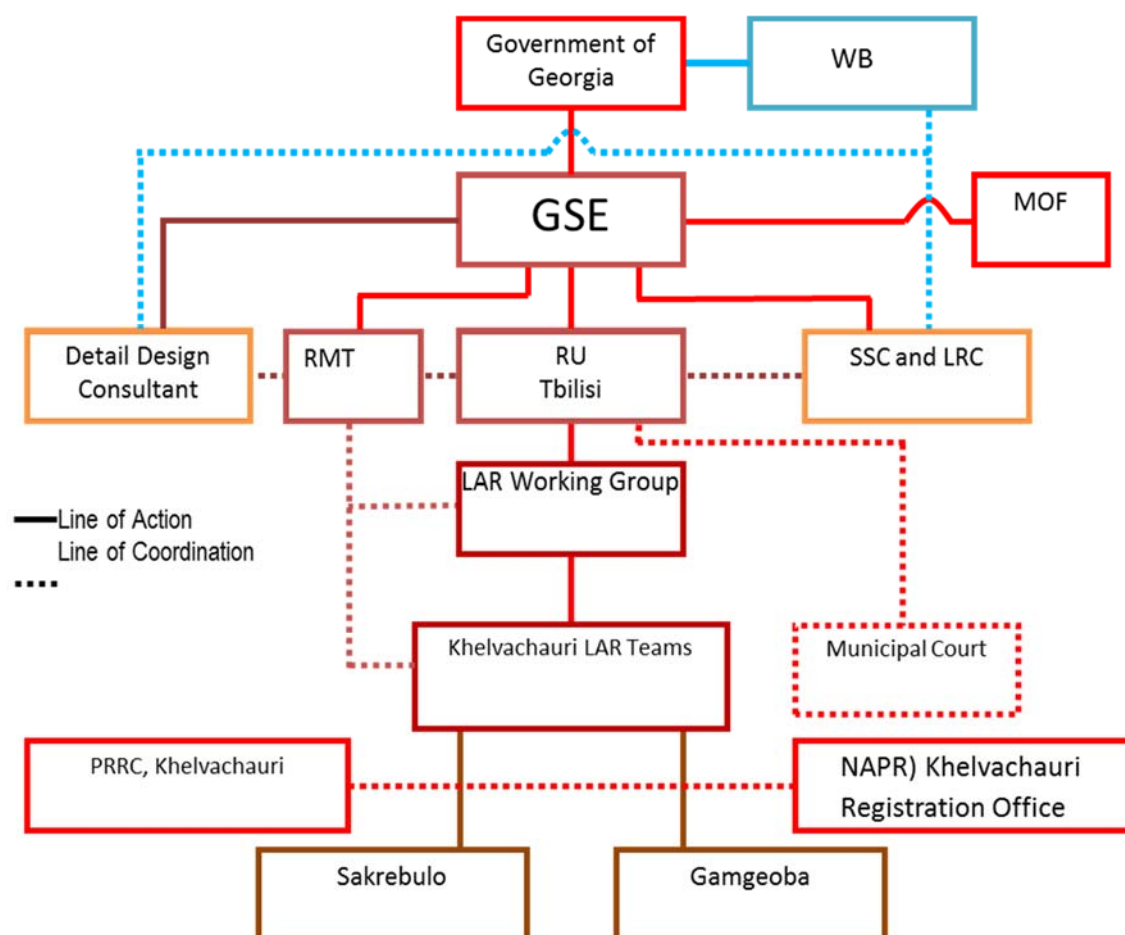 Government of
Georgia
WB
GSE
MOF
Detail Design
Consultant
RMT
RU
Tbilisi
SSC and LRC
LAR Working Group
Line of Action
Line of Coordination
Khelvachauri LAR Teams
Municipal Court
PRRC, Khelvachauri
NAPR) Khelvachauri
Registration Office
Sakrebulo
Gamgeoba